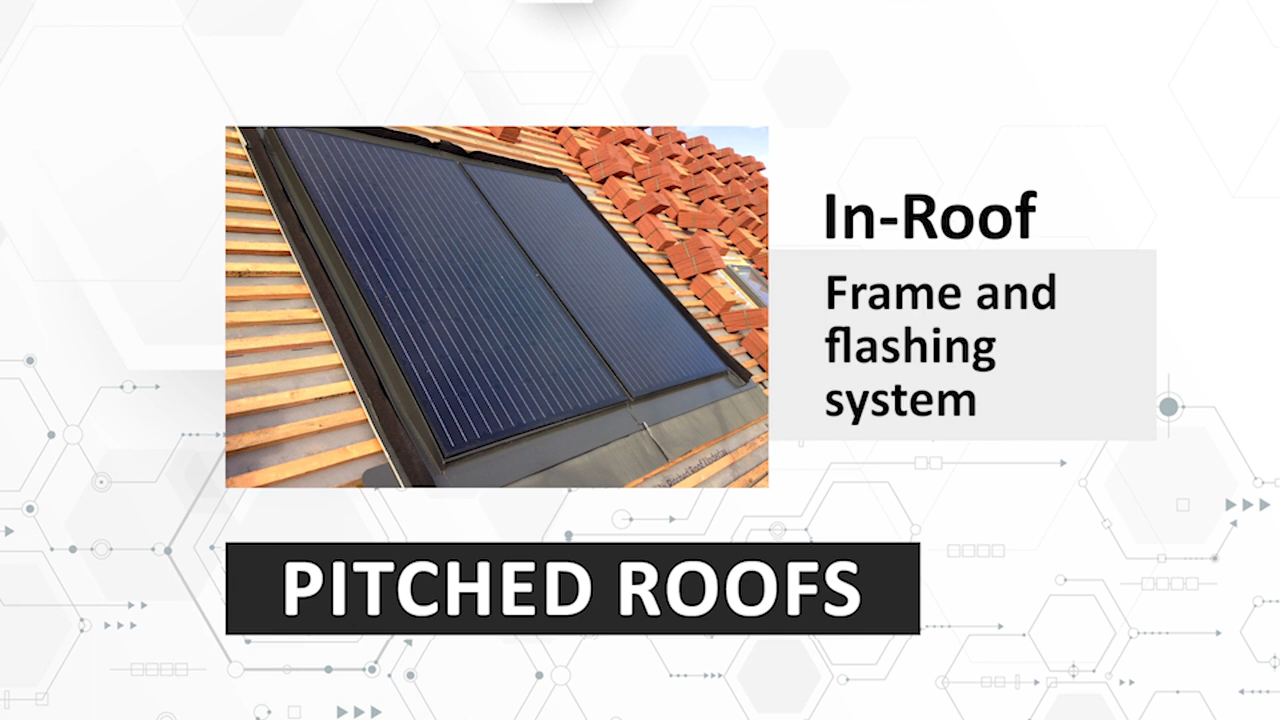 In-Roof
Frame and
flashing
system
PITCHED ROOFS